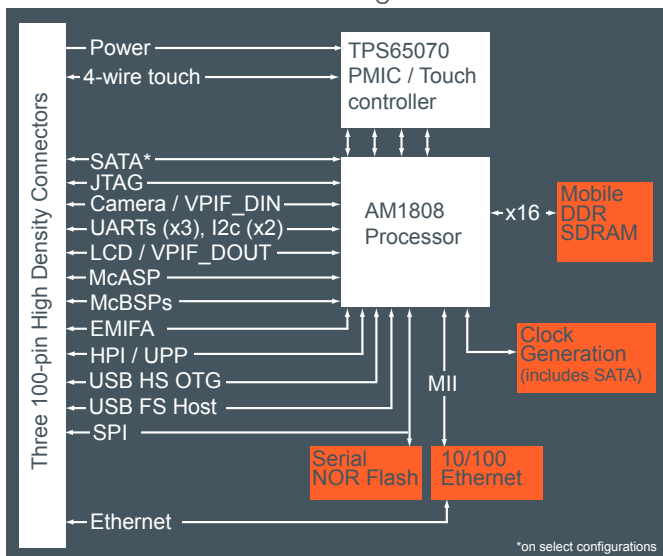 Three 100-pin High Density Connectors
Power
4-wire touch
TPS65070
PMIC / Touch
controller
SATA*
JTAG
Camera / VPIF_DIN
UARTs (x3), I2c (x2)
LCD / VPIF_DOUT
McASP
McBSPs
EMIFA
HPI / UPP
USB HS OTG
USB FS Host
SPI
Ethernet
AM1808
Processor
x16
Mobile
DDR
SDRAM
Clock
Generation
(includes SATA)
MII
Serial
NOR Flash
10/100
Ethernet
*on select configurations